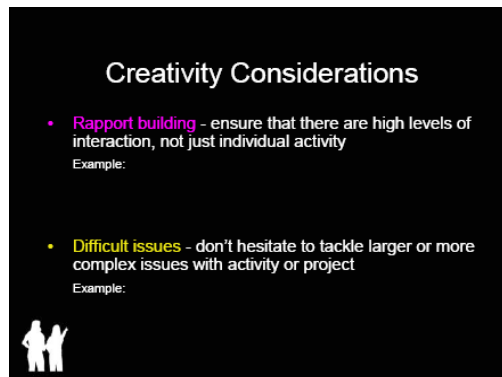 Creativity Considerations
• Rapport building - ensure that there are high levels of
interaction, not just individual activity
Example:
• Difficult issues - don't hesitate to tackle larger or more
complex issues with activity or project
Example: